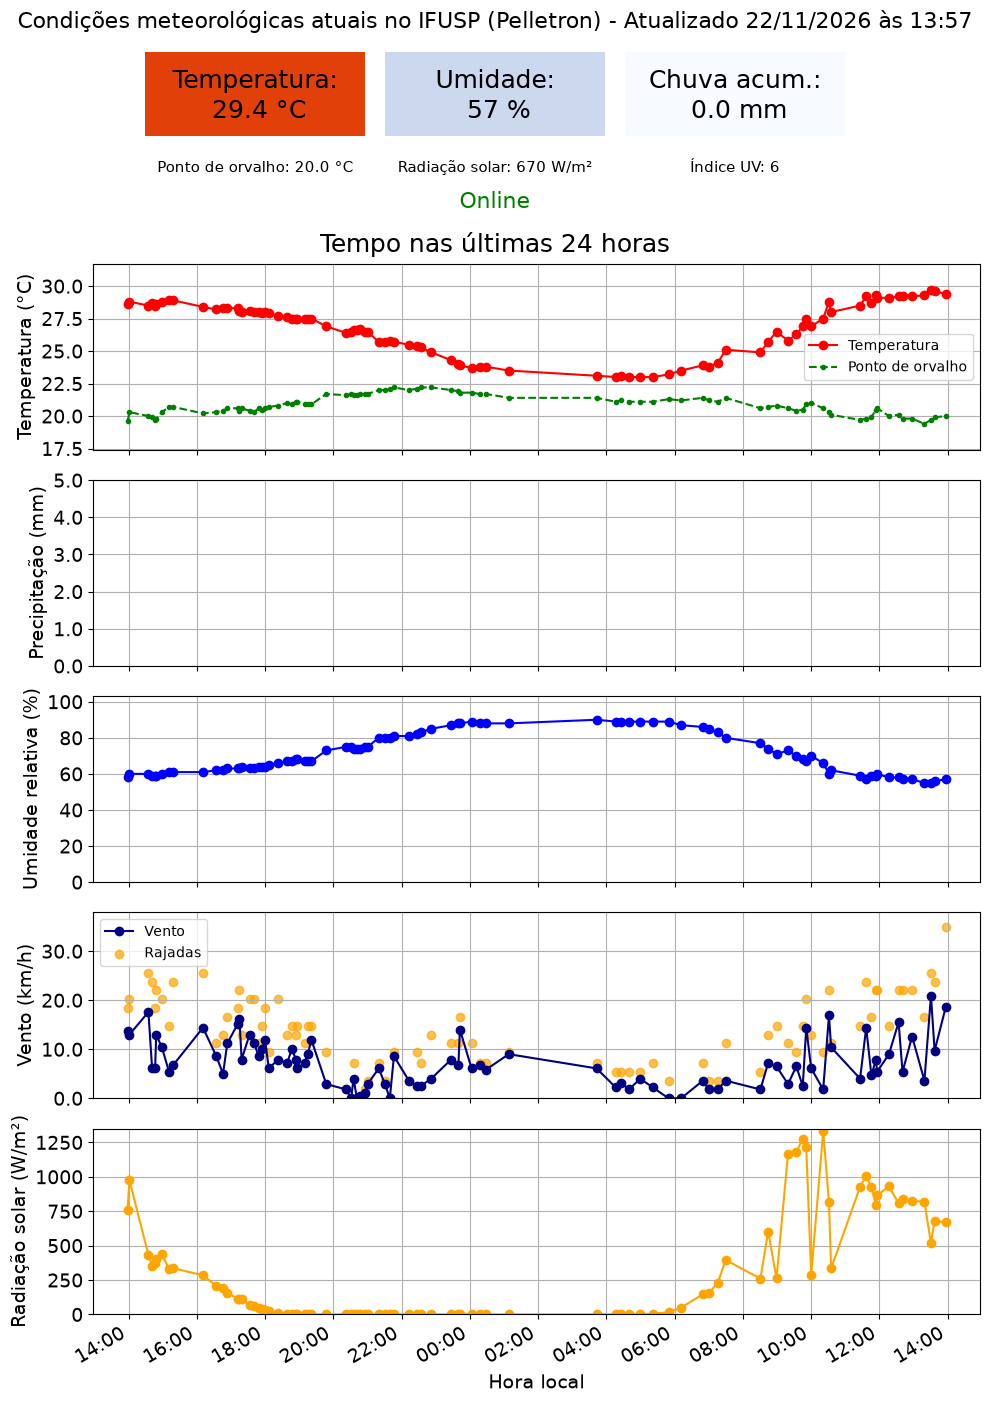 Condições meteorológicas atuais no IFUSP (Pelletron) - Atualizado 22/11/2026 às 13:57
Temperatura:
29.4 °C
Umidade:
57 %
Chuva acum.:
0.0 mm
Ponto de orvalho: 20.0 °C
Radiação solar: 670 W/m²
Índice UV: 6
Online
Tempo nas últimas 24 horas
Temperatura (°C)
30.0
27.5
25.0
22.5
20.0
17.5
Temperatura
Ponto de orvalho
Precipitação (mm)
5.0
4.0
3.0
2.0
1.0
0.0
Umidade relativa (%)
100
80
60
40
20
0
Vento (km/h)
30.0
20.0
10.0
0.0
Vento
Rajadas
Radiação solar (W/m²)
1250
1000
750
500
250
0
14:00
16:00
18:00
20:00
22:00
00:00
02:00
04:00
06:00
08:00
10:00
12:00
14:00
Hora local